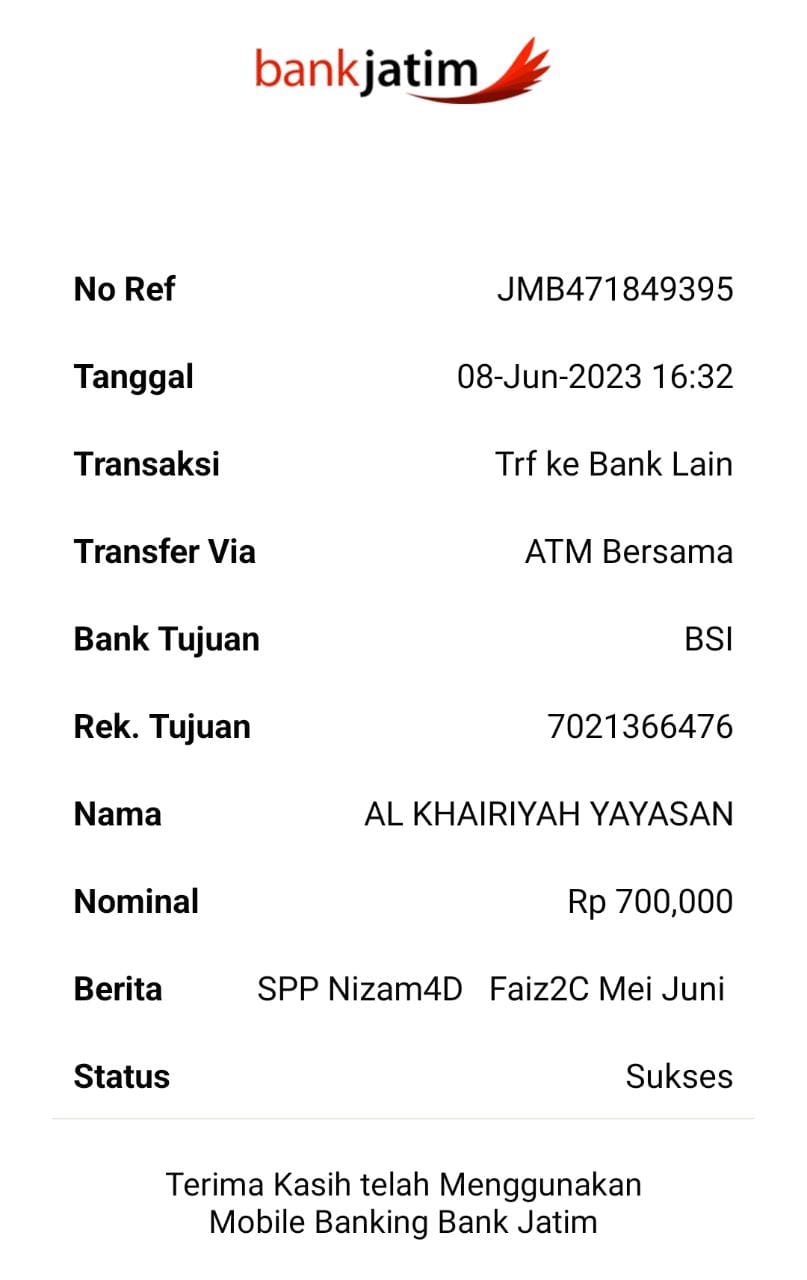 bankjatim
No Ref JMB471849395
Tanggal 08-Jun-2023 16:32
Transaksi Trf ke Bank Lain
Transfer Via ATM Bersama
Bank Tujuan BSI
Rek. Tujuan 7021366476
Nama AL KHAIRIYAH YAYASAN
Nominal Rp 700,000
Berita SPP Nizam4D Faiz2C Mei Juni
Status Sukses
Terima Kasih telah Menggunakan
Mobile Banking Bank Jatim